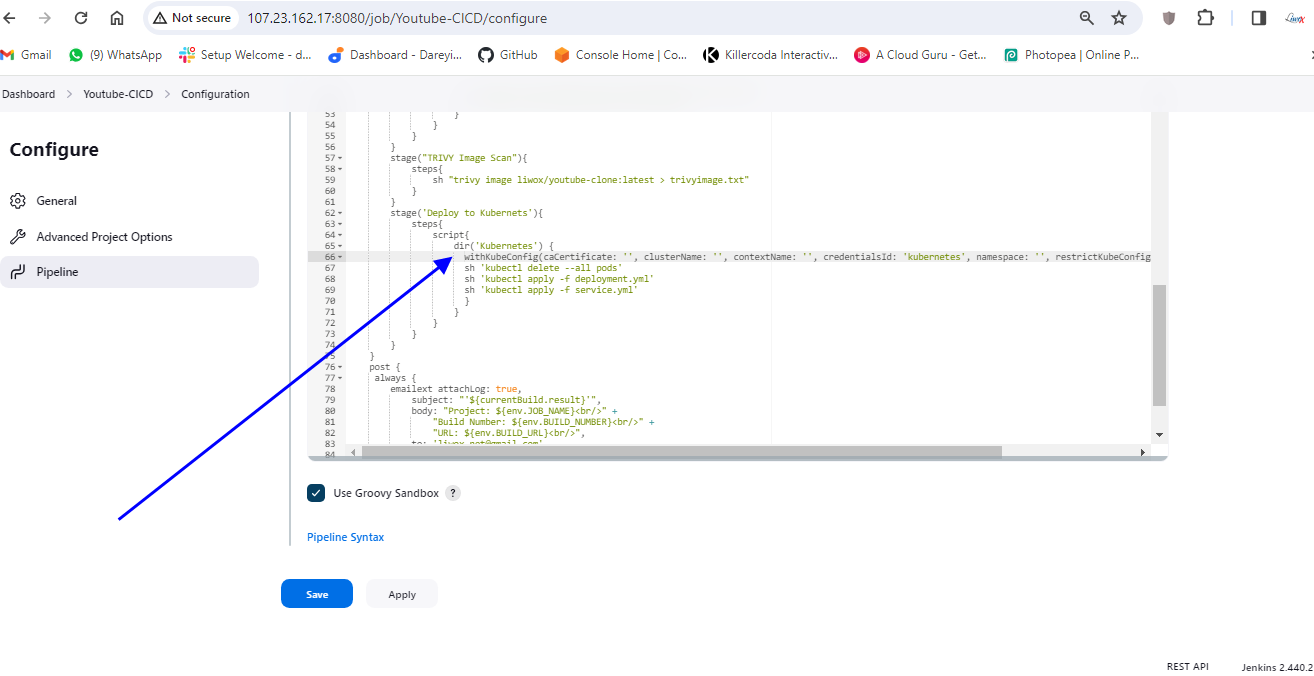 Not secure 107.23.162.17:8080/job/Youtube-CICD/configure
Gmail (9) WhatsApp Setup Welcome - d... Dashboard - Dareyi... GitHub Console Home | Co... Killercoda Interactiv... A Cloud Guru - Get... Photopea | Online P...
Dashboard > Youtube-CICD > Configuration
Configure
General
Advanced Project Options
Pipeline
53 }
54 }
55 }
56 }
57 stage("TRIVY Image Scan"){
58 steps{
59 sh "trivy image liwox/youtube-clone:latest > trivyimage.txt"
60 }
61 }
62 stage('Deploy to Kubernets'){
63 steps{
64 script{
65 dir('Kubernetes') {
66 withKubeConfig(caCertificate: '', clusterName: '', contextName: '', credentialsId: 'kubernetes', namespace: '', restrictKubeConfig
67 sh 'kubectl delete --all pods'
68 sh 'kubectl apply -f deployment.yml'
69 sh 'kubectl apply -f service.yml'
70 }
71 }
72 }
73 }
74 }
75 }
76 post {
77 always {
78 emailext attachLog: true,
79 subject: "'${currentBuild.result}'",
80 body: "Project: ${env.JOB_NAME}<br/>" +
81 "Build Number: ${env.BUILD_NUMBER}<br/>" +
82 "URL: ${env.BUILD_URL}<br/>",
83 to: 'liwox.net@gmail.com'
84
Use Groovy Sandbox ?
Pipeline Syntax
Save Apply
REST API Jenkins 2.440.2